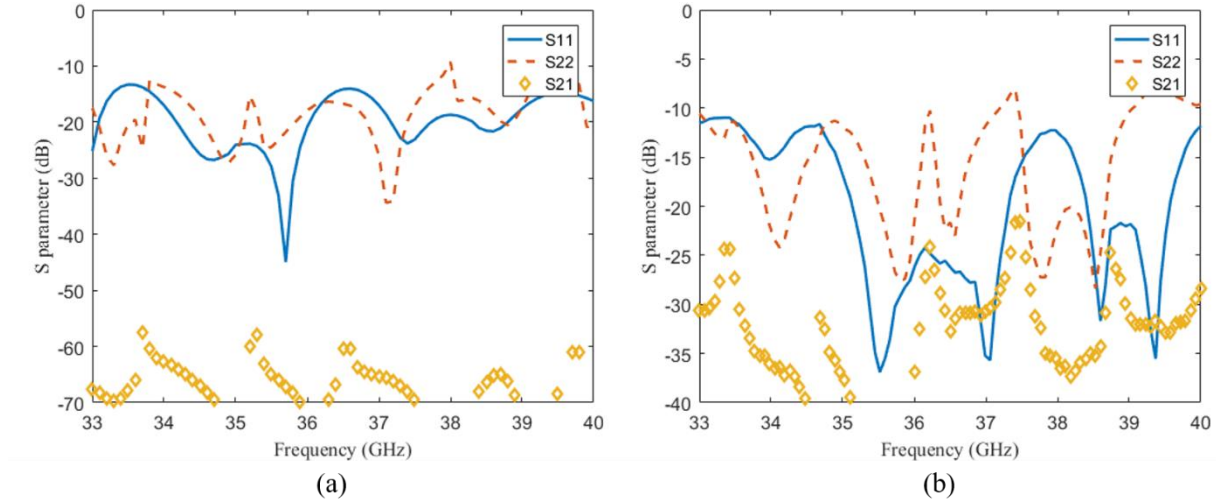 0
-10
-20
-30
-40
-50
-60
-70
S parameter (dB)
33 34 35 36 37 38 39 40
Frequency (GHz)
S11
S22
S21
(a)
0
-5
-10
-15
-20
-25
-30
-35
-40
S parameter (dB)
33 34 35 36 37 38 39 40
Frequency (GHz)
S11
S22
S21
(b)